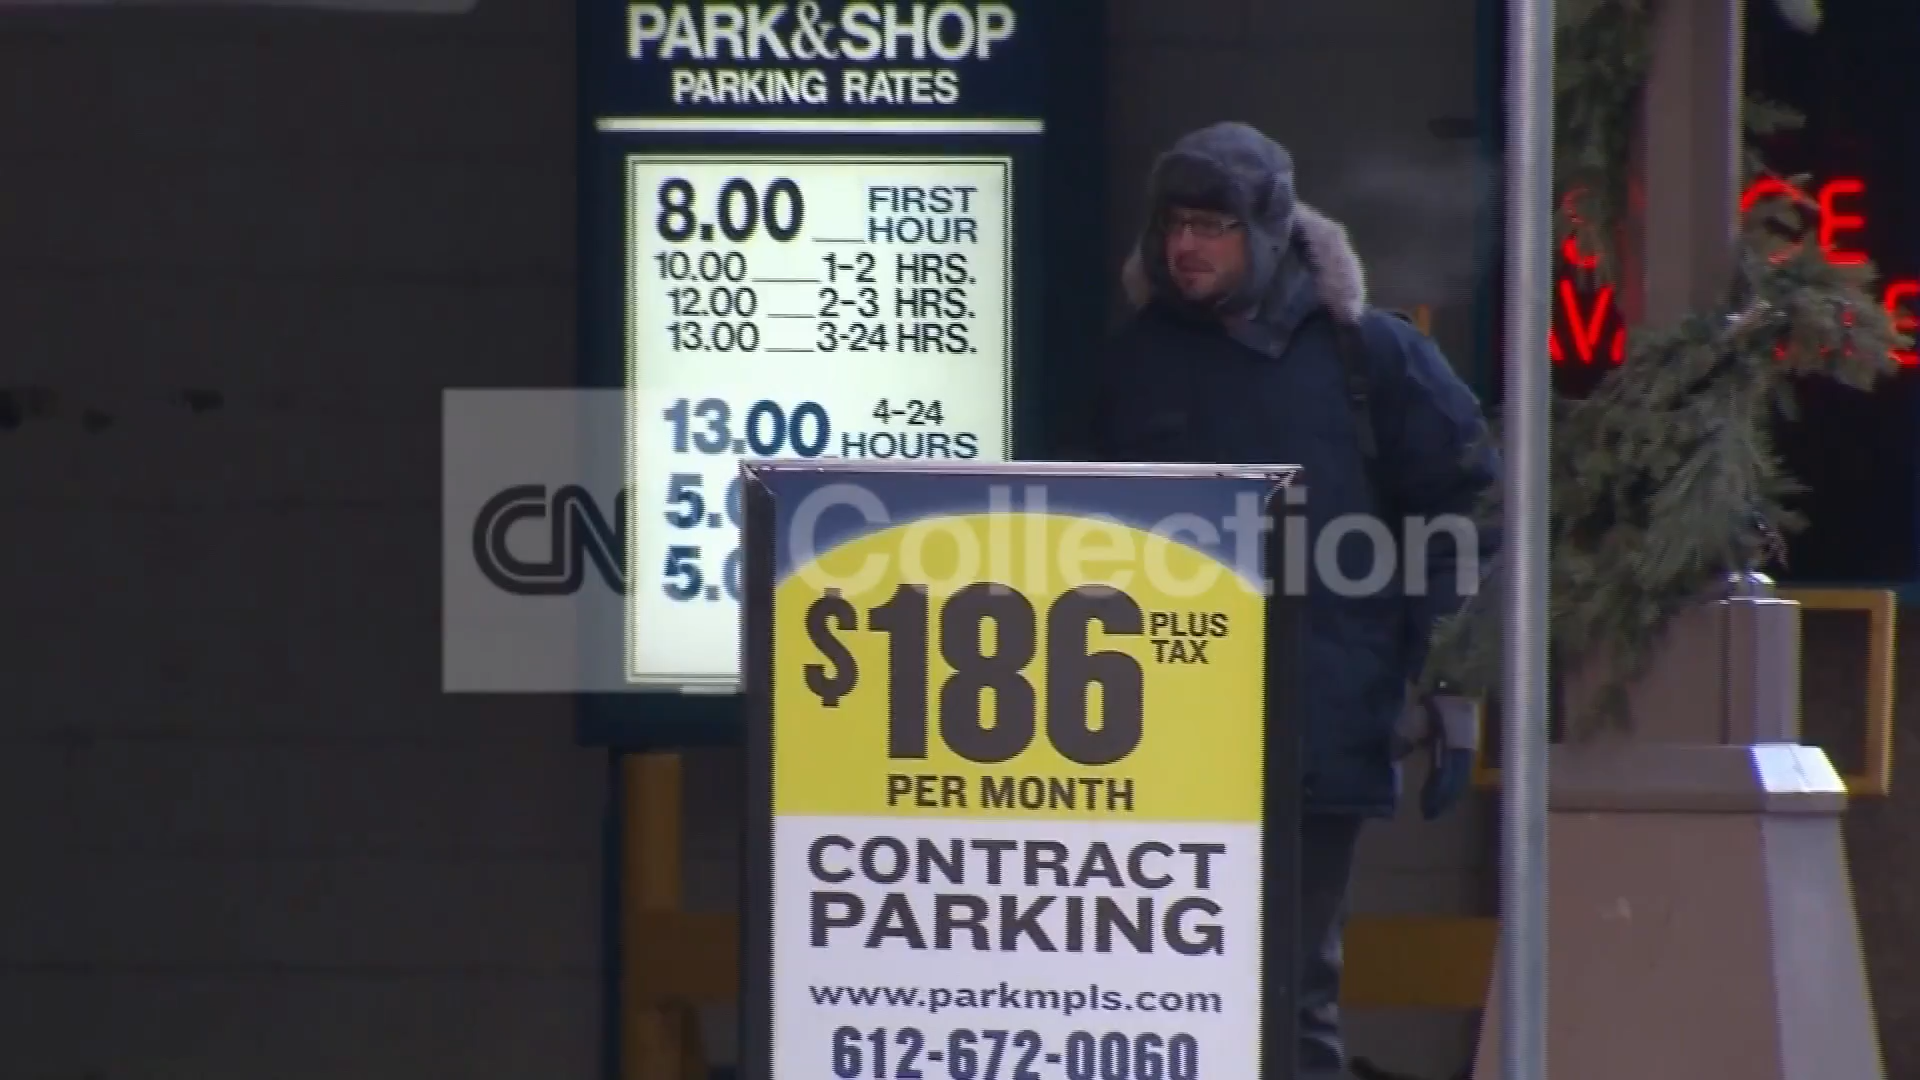 PARK&SHOP
PARKING RATES
8.00 FIRST HOUR
10.00 1-2 HRS.
12.00 2-3 HRS.
13.00 3-24 HRS.
13.00 4-24 HOURS
CNN Collection
$186 PLUS TAX
PER MONTH
CONTRACT
PARKING
www.parkmpls.com
612-672-0060